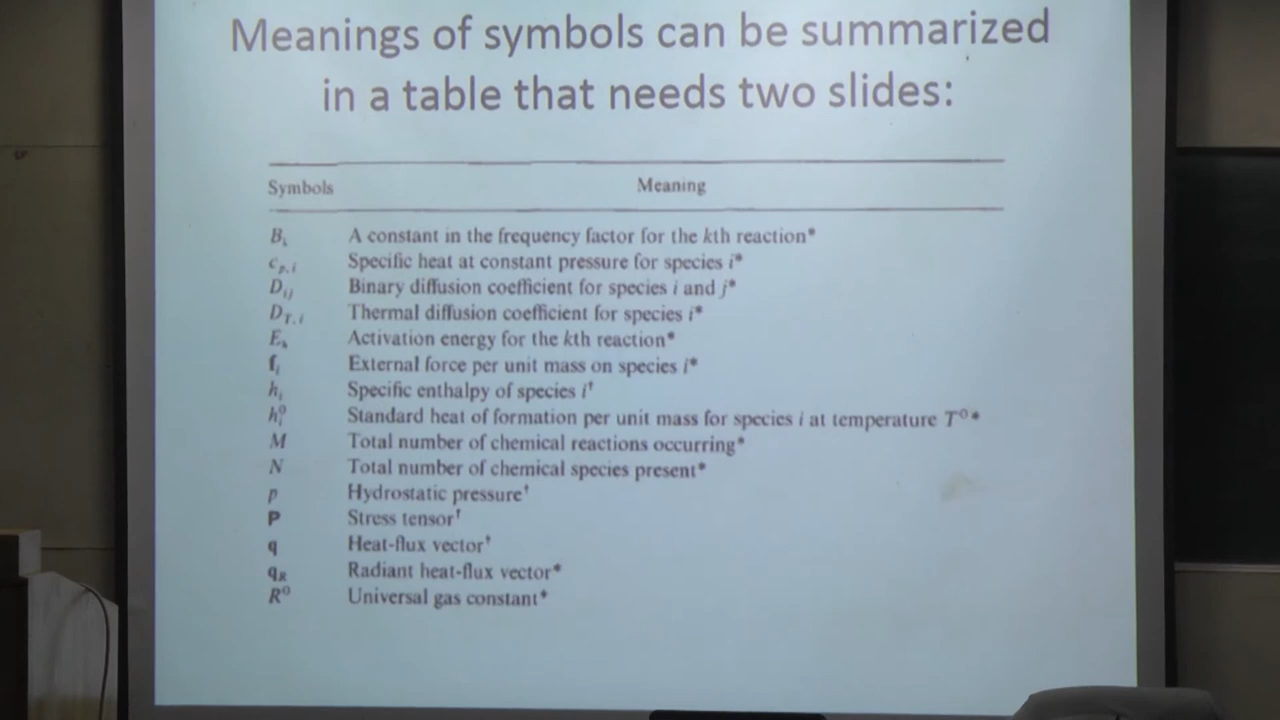 Meanings of symbols can be summarized
in a table that needs two slides:
Symbols Meaning
Bₖ A constant in the frequency factor for the kth reaction*
c_p,i Specific heat at constant pressure for species i*
D_ij Binary diffusion coefficient for species i and j*
D_T,i Thermal diffusion coefficient for species i*
Eₖ Activation energy for the kth reaction*
fᵢ External force per unit mass on species i*
hᵢ Specific enthalpy of species i†
hᵢ⁰ Standard heat of formation per unit mass for species i at temperature T⁰*
M Total number of chemical reactions occurring*
N Total number of chemical species present*
p Hydrostatic pressure†
P Stress tensor†
q Heat-flux vector†
q_R Radiant heat-flux vector*
R⁰ Universal gas constant*